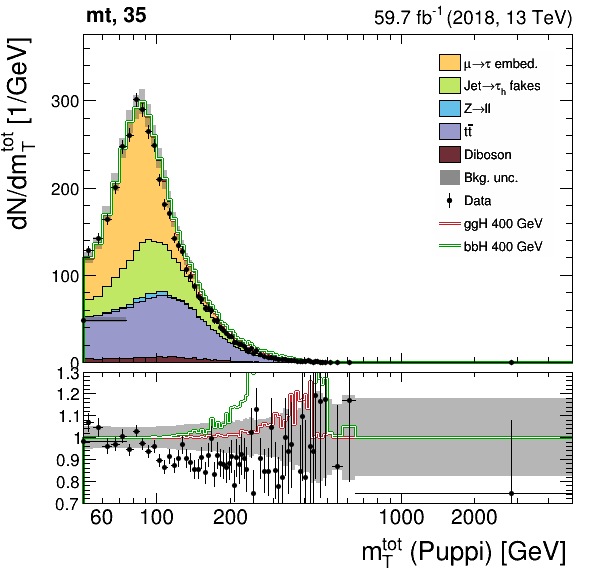 mt, 35
59.7 fb⁻¹ (2018, 13 TeV)
dN/dm_T^tot [1/GeV]
300
200
100
0
μ→τ embed.
Jet→τ_h fakes
Z→ll
tt̄
Diboson
Bkg. unc.
Data
ggH 400 GeV
bbH 400 GeV
1.3
1.2
1.1
1
0.9
0.8
0.7
60 100 200 1000 2000
m_T^tot (Puppi) [GeV]